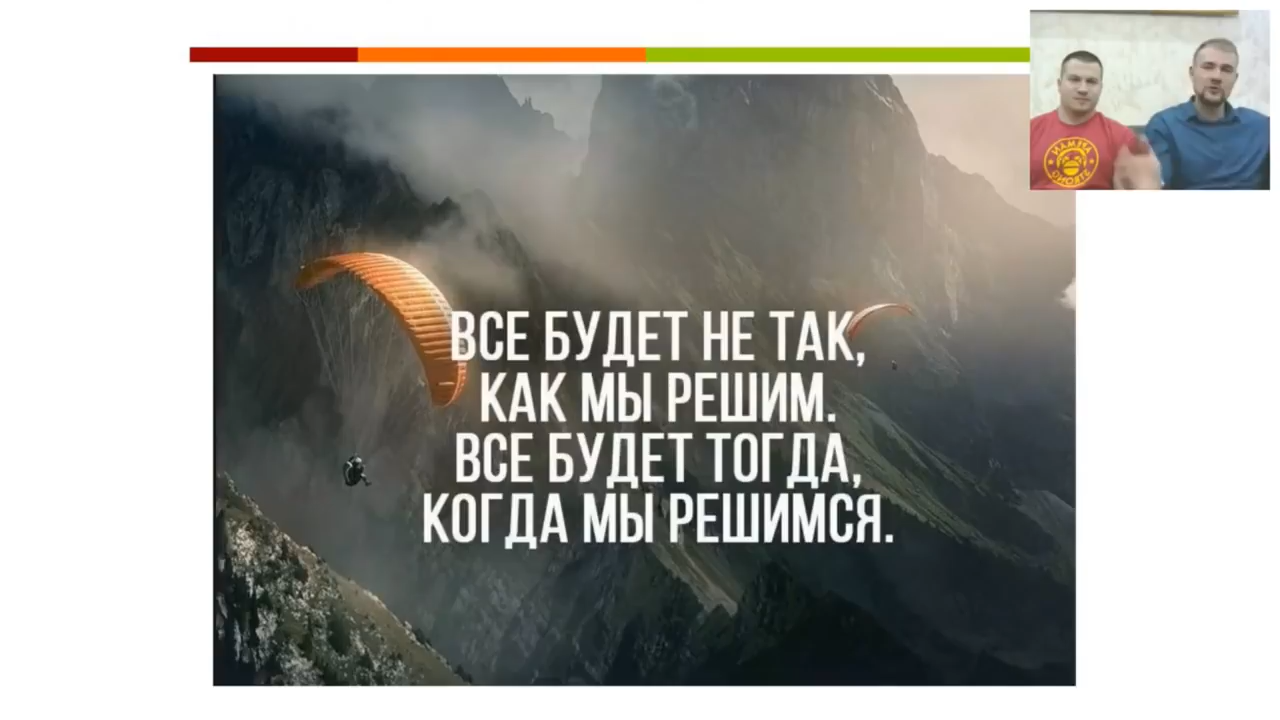 ВСЕ БУДЕТ НЕ ТАК,
КАК МЫ РЕШИМ.
ВСЕ БУДЕТ ТОГДА,
КОГДА МЫ РЕШИМСЯ.